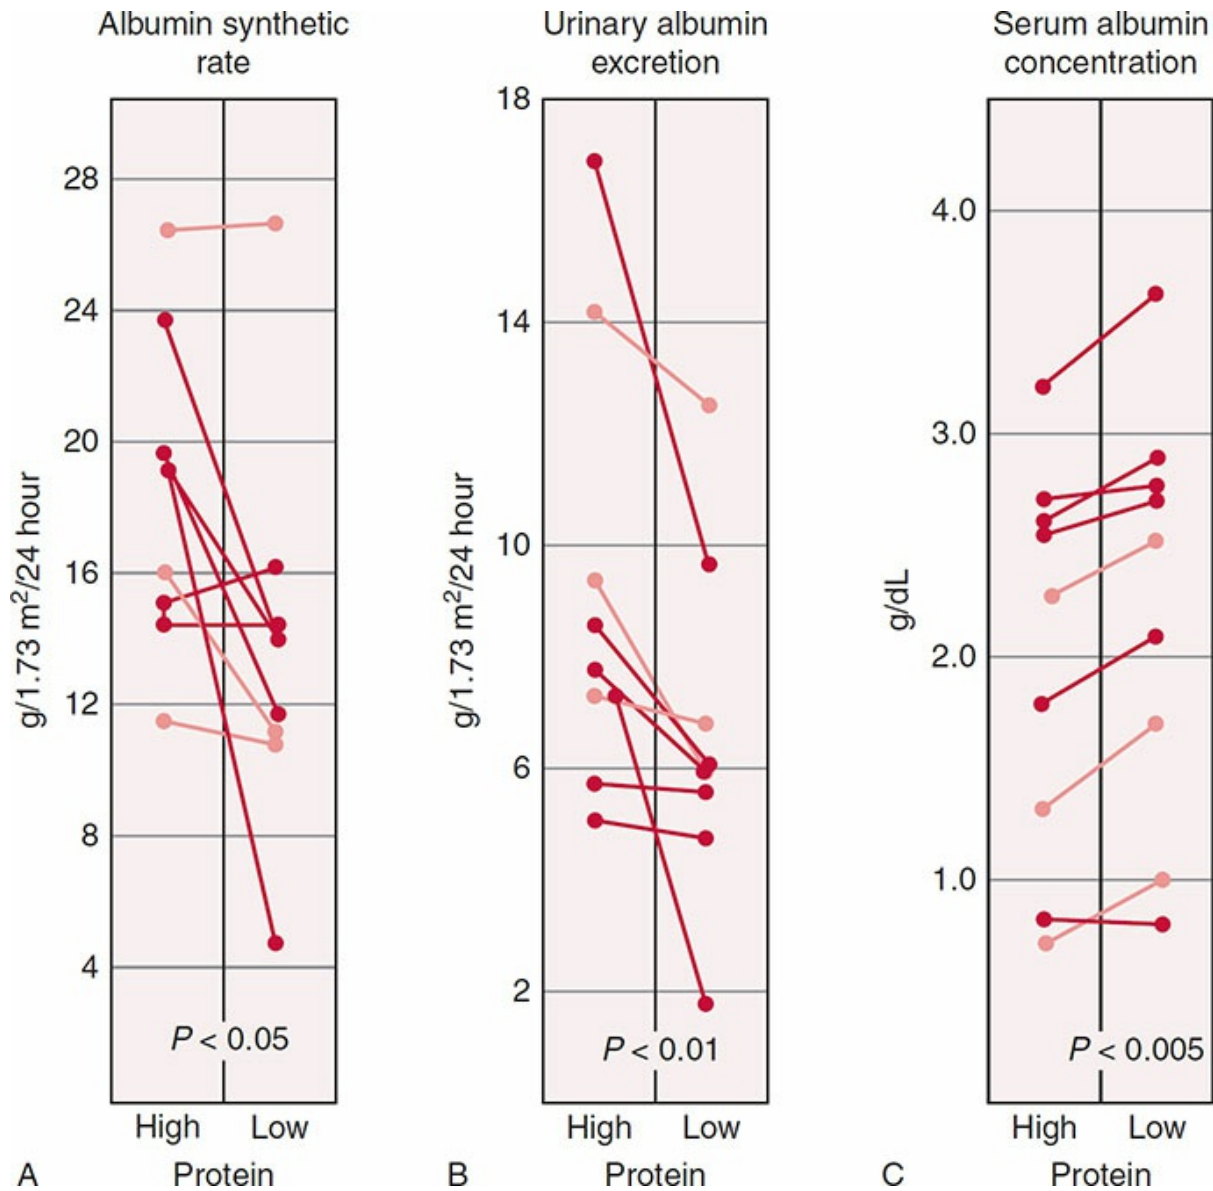 Albumin synthetic
rate
28
24
20
16
12
8
4
g/1.73 m²/24 hour
P < 0.05
High Low
A Protein
Urinary albumin
excretion
18
14
10
6
2
g/1.73 m²/24 hour
P < 0.01
High Low
B Protein
Serum albumin
concentration
4.0
3.0
2.0
1.0
g/dL
P < 0.005
High Low
C Protein